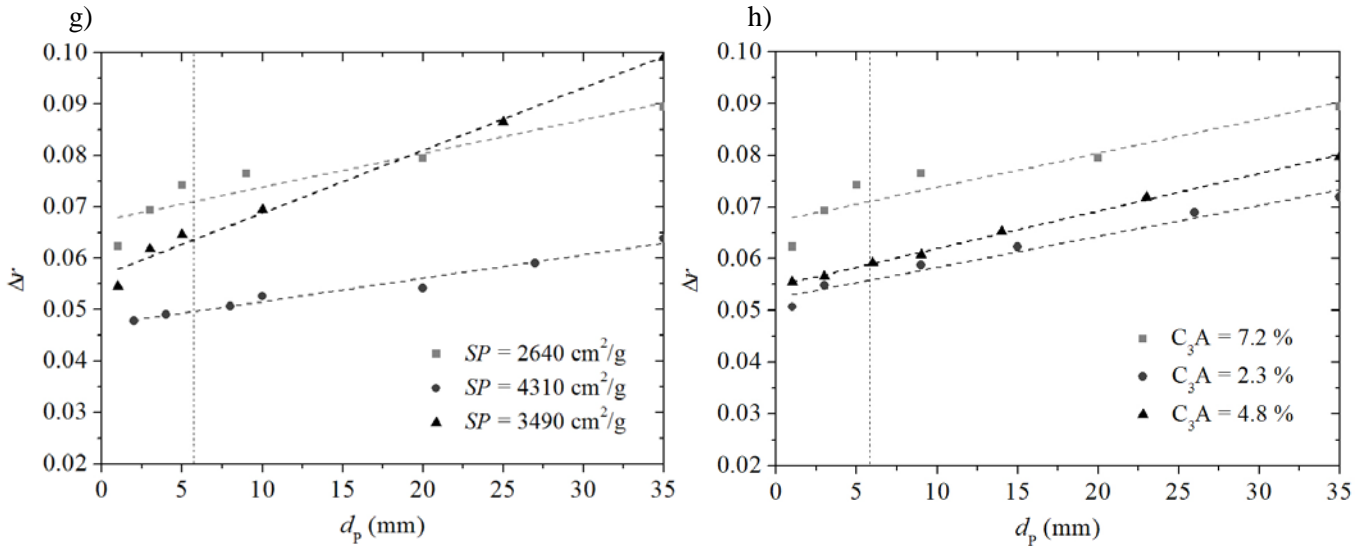 g)
0.10
0.09
0.08
0.07
0.06
0.05
0.04
0.03
0.02
Δr
0 5 10 15 20 25 30 35
d_p (mm)
SP = 2640 cm²/g
SP = 4310 cm²/g
SP = 3490 cm²/g
h)
0.10
0.09
0.08
0.07
0.06
0.05
0.04
0.03
0.02
Δr
0 5 10 15 20 25 30 35
d_p (mm)
C₃A = 7.2 %
C₃A = 2.3 %
C₃A = 4.8 %